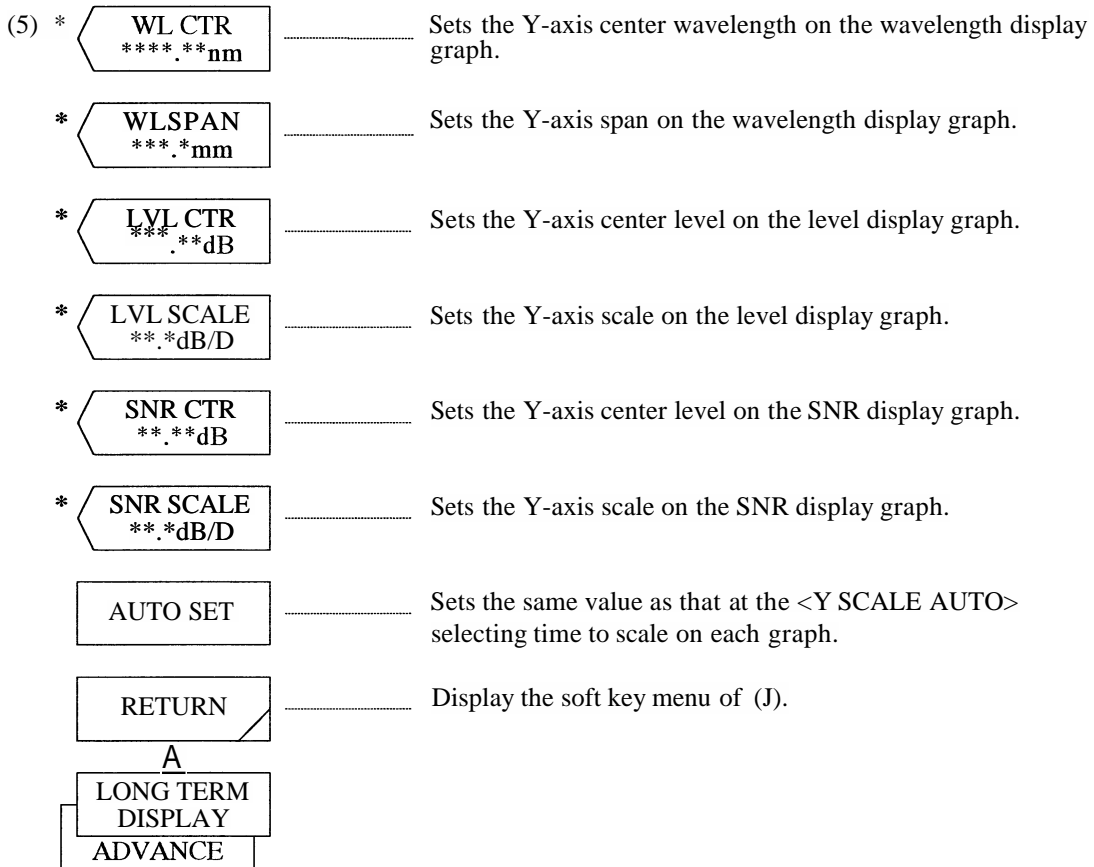 (5) * WL CTR Sets the Y-axis center wavelength on the wavelength display
****.**nm graph.
* WLSPAN Sets the Y-axis span on the wavelength display graph.
***.*mm
* LVL CTR Sets the Y-axis center level on the level display graph.
***.**dB
* LVL SCALE Sets the Y-axis scale on the level display graph.
**.*dB/D
* SNR CTR Sets the Y-axis center level on the SNR display graph.
**.**dB
* SNR SCALE Sets the Y-axis scale on the SNR display graph.
**.*dB/D
AUTO SET Sets the same value as that at the <Y SCALE AUTO>
selecting time to scale on each graph.
RETURN Display the soft key menu of (J).
A
LONG TERM
DISPLAY
ADVANCE